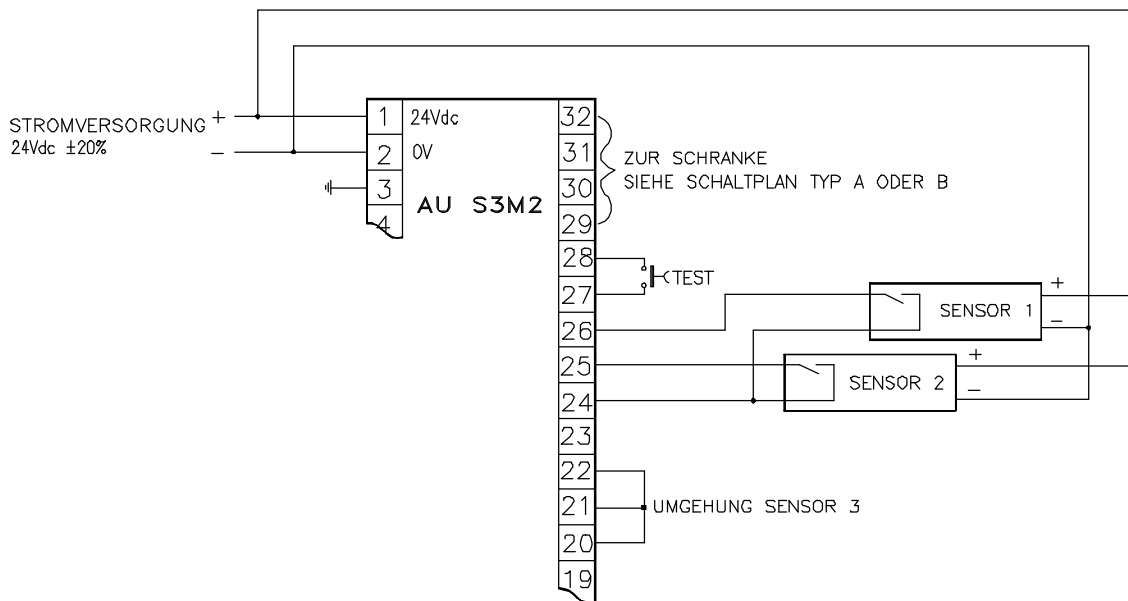 STROMVERSORGUNG +
24Vdc ±20% −
1 24Vdc
2 0V
3
4
AU S3M2
32
31
30
29
28
27
26
25
24
23
22
21
20
19
ZUR SCHRANKE
SIEHE SCHALTPLAN TYP A ODER B
TEST
SENSOR 1 + −
SENSOR 2 + −
UMGEHUNG SENSOR 3